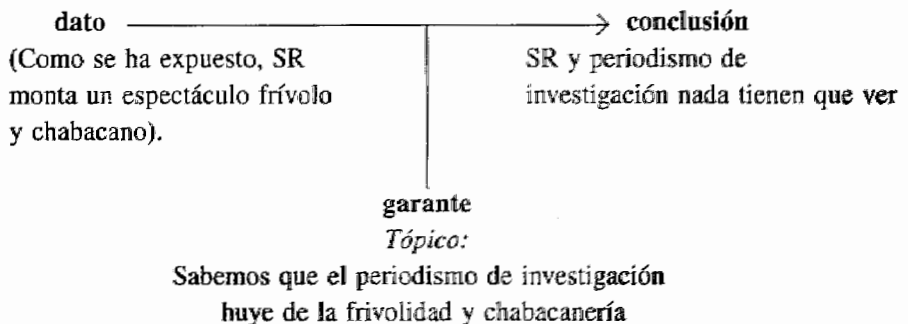 dato
conclusión
(Como se ha expuesto, SR
monta un espectáculo frívolo
y chabacano).
SR y periodismo de
investigación nada tienen que ver
garante
Tópico:
Sabemos que el periodismo de investigación
huye de la frivolidad y chabacanería